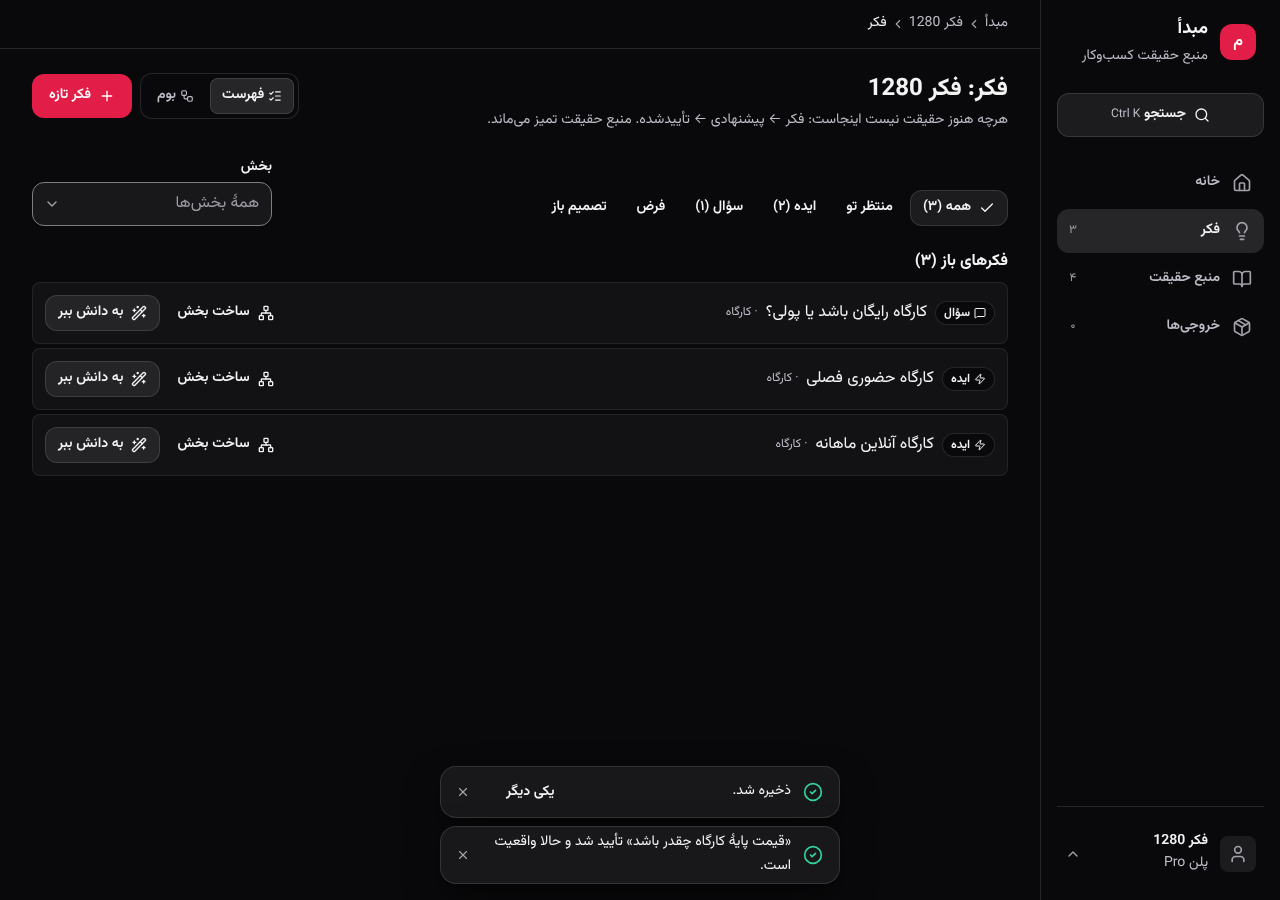 مبدأ
منبع حقیقت کسب‌وکار
جستجو Ctrl K
خانه
فکر ۳
منبع حقیقت ۴
خروجی‌ها ۰
فکر 1280
پلن Pro
مبدأ › فکر 1280 › فکر
فکر: فکر 1280
هرچه هنوز حقیقت نیست اینجاست: فکر ← پیشنهادی ← تأییدشده. منبع حقیقت تمیز می‌ماند.
فهرست بوم
فکر تازه
بخش
همهٔ بخش‌ها
همه (۳) منتظر تو ایده (۲) سؤال (۱) فرض تصمیم باز
فکرهای باز (۳)
سؤال کارگاه رایگان باشد یا پولی؟ · کارگاه ساخت بخش به دانش ببر
ایده کارگاه حضوری فصلی · کارگاه ساخت بخش به دانش ببر
ایده کارگاه آنلاین ماهانه · کارگاه ساخت بخش به دانش ببر
ذخیره شد. یکی دیگر
«قیمت پایهٔ کارگاه چقدر باشد» تأیید شد و حالا واقعیت
است.